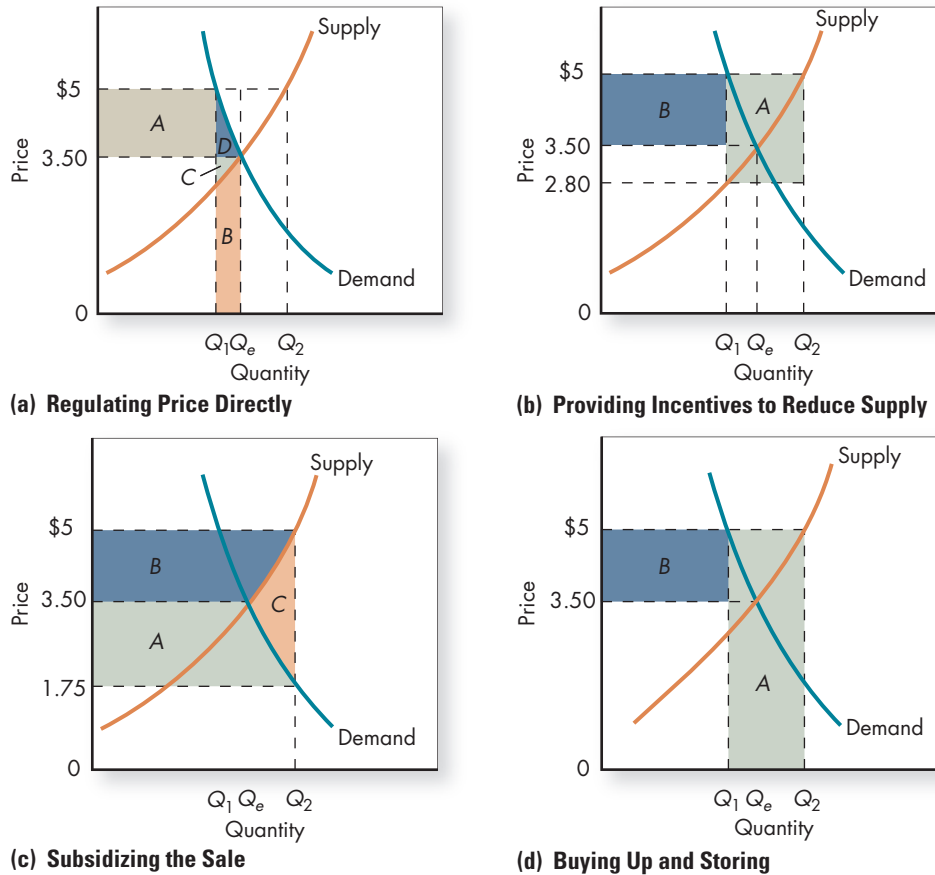 Supply
$5
A
3.50
D
C
B
Price
Demand
0
Q1 Qe Q2
Quantity
(a) Regulating Price Directly
Supply
$5
B
A
3.50
2.80
Price
Demand
0
Q1 Qe Q2
Quantity
(b) Providing Incentives to Reduce Supply
Supply
$5
B
3.50
C
A
1.75
Price
Demand
0
Q1 Qe Q2
Quantity
(c) Subsidizing the Sale
Supply
$5
B
3.50
A
Price
Demand
0
Q1 Qe Q2
Quantity
(d) Buying Up and Storing